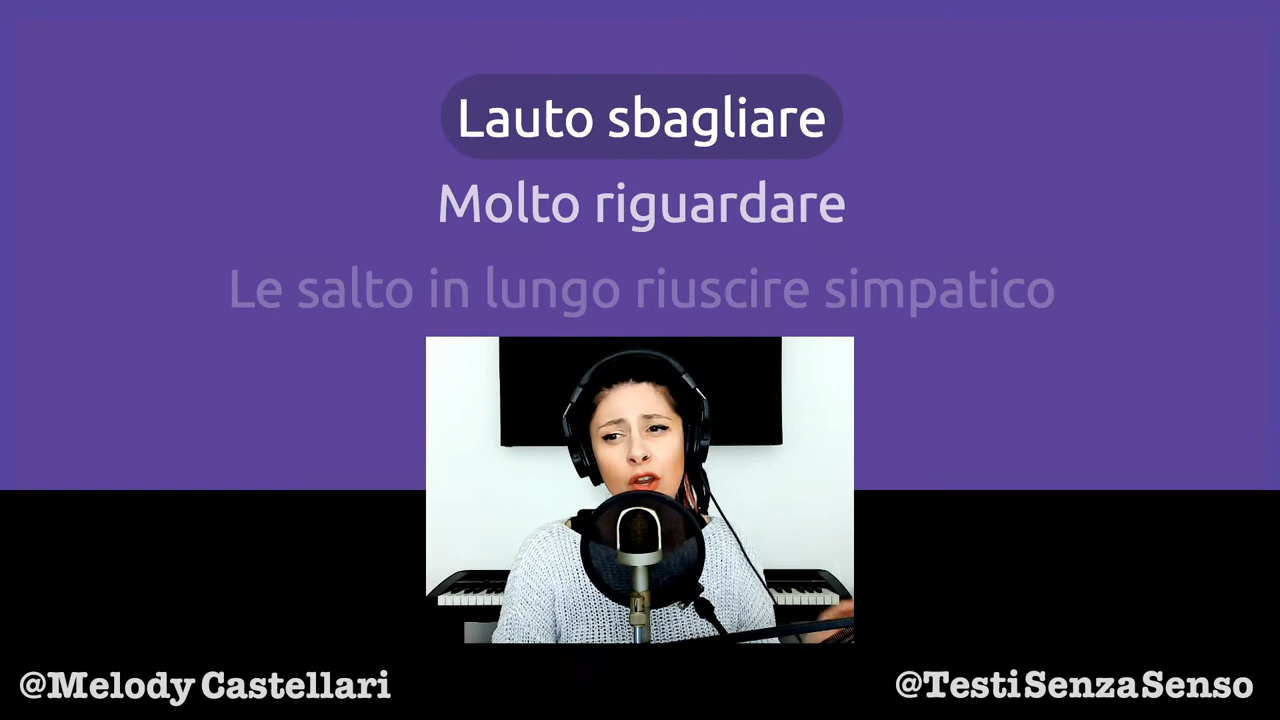 Lauto sbagliare
Molto riguardare
Le salto in lungo riuscire simpatico
@Melody Castellari
@TestiSenzaSenso